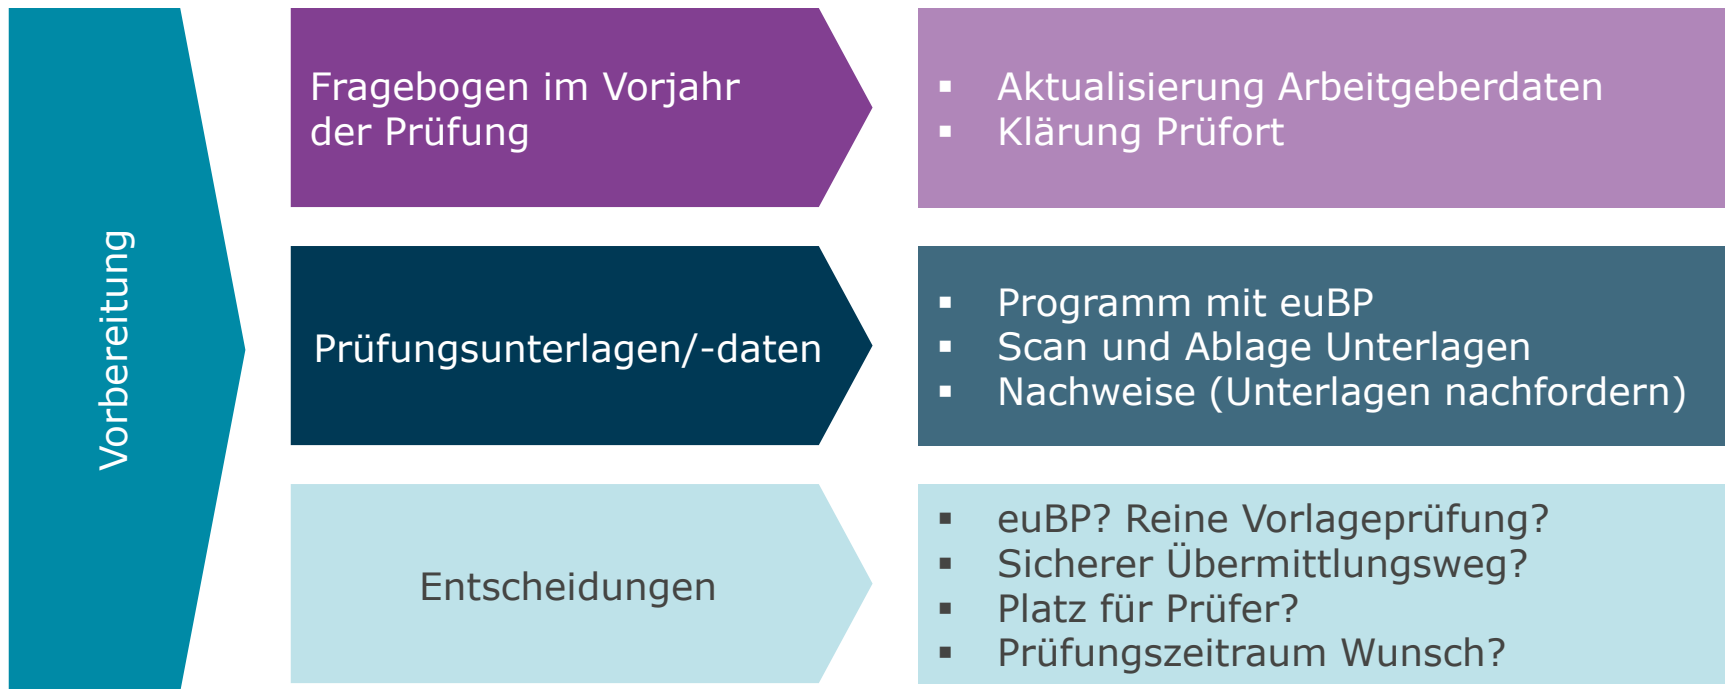 Vorbereitung
Fragebogen im Vorjahr
der Prüfung
▪ Aktualisierung Arbeitgeberdaten
▪ Klärung Prüfort
Prüfungsunterlagen/-daten
▪ Programm mit euBP
▪ Scan und Ablage Unterlagen
▪ Nachweise (Unterlagen nachfordern)
Entscheidungen
▪ euBP? Reine Vorlageprüfung?
▪ Sicherer Übermittlungsweg?
▪ Platz für Prüfer?
▪ Prüfungszeitraum Wunsch?